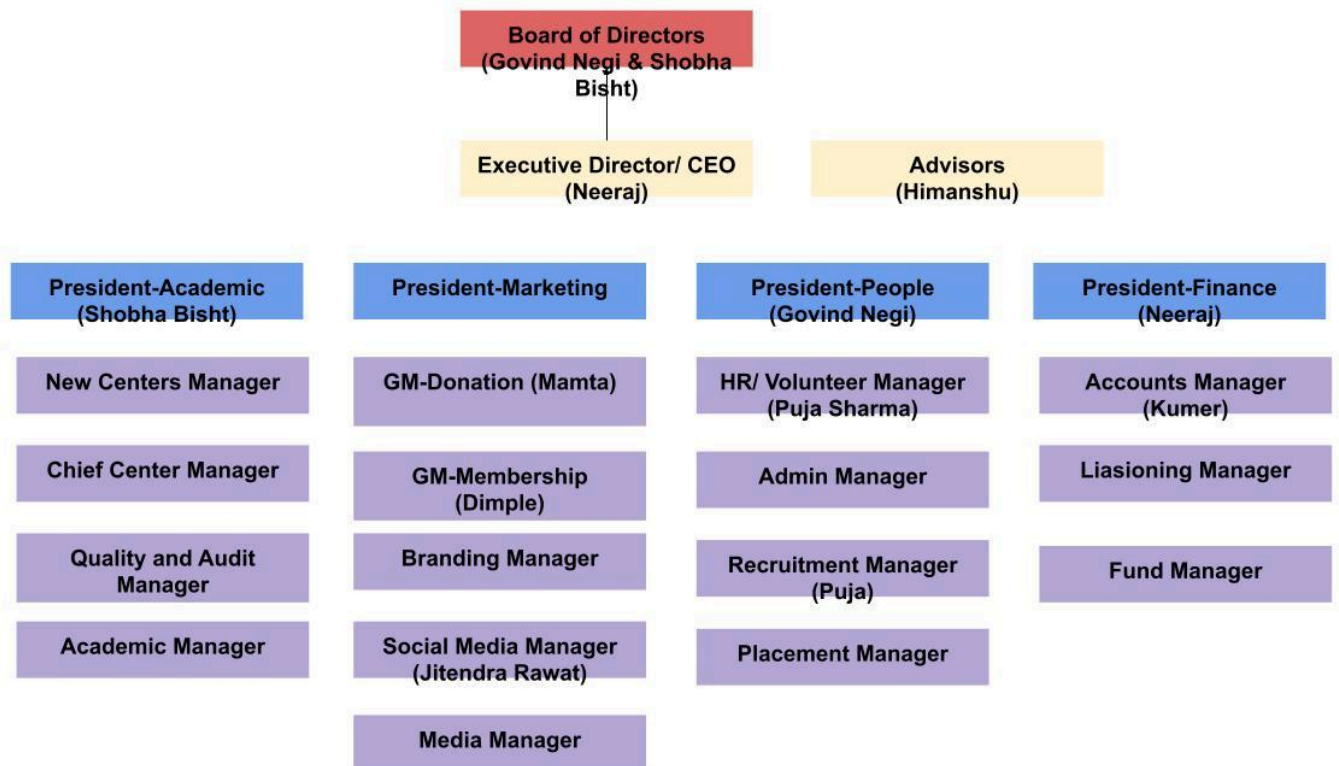 Board of Directors
(Govind Negi & Shobha
Bisht)
Executive Director/ CEO
(Neeraj)
Advisors
(Himanshu)
President-Academic
(Shobha Bisht)
President-Marketing
President-People
(Govind Negi)
President-Finance
(Neeraj)
New Centers Manager
GM-Donation (Mamta)
HR/ Volunteer Manager
(Puja Sharma)
Accounts Manager
(Kumer)
Chief Center Manager
GM-Membership
(Dimple)
Admin Manager
Liasioning Manager
Quality and Audit
Manager
Branding Manager
Recruitment Manager
(Puja)
Fund Manager
Academic Manager
Social Media Manager
(Jitendra Rawat)
Placement Manager
Media Manager